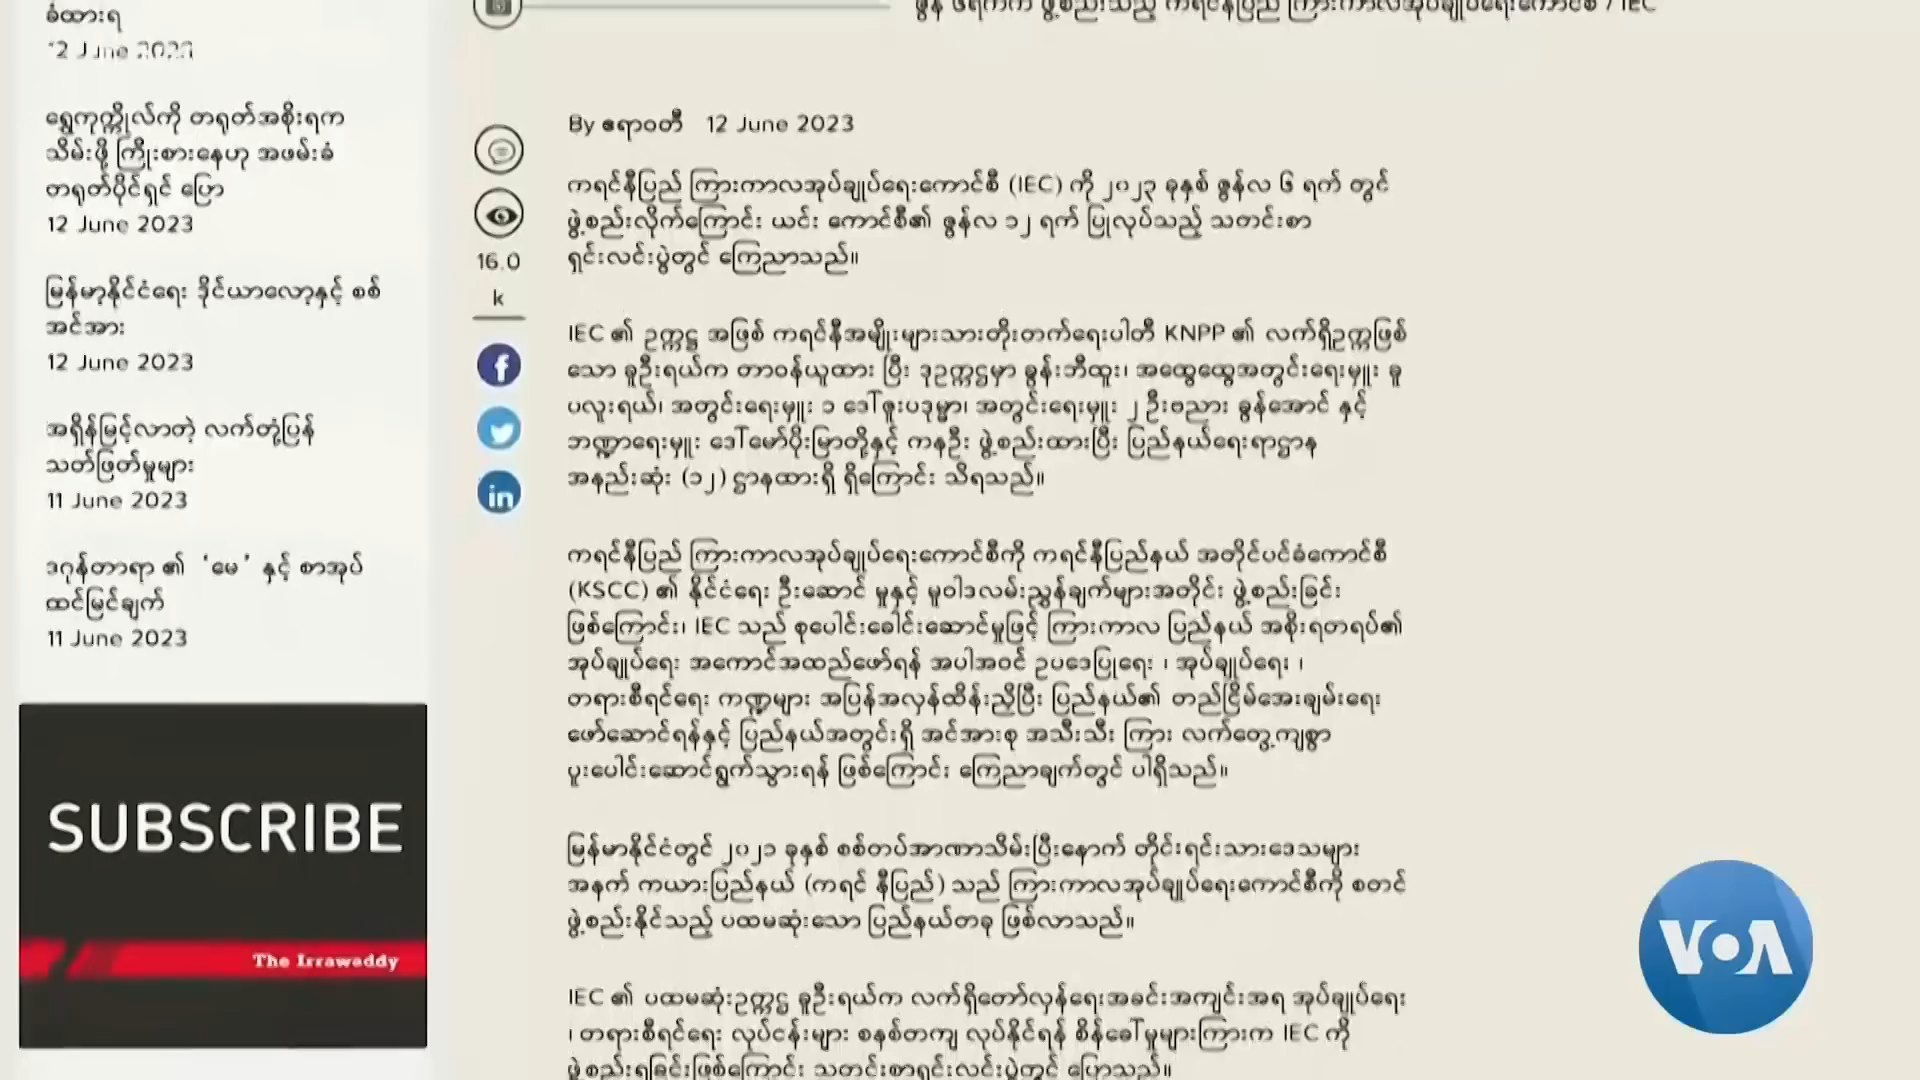 ခံထားရ
12 June 2023
ရွှေကုက္ကိုလ်ကို တရုတ်အစိုးရက
သိမ်းဖို့ ကြိုးစားနေဟု အဖမ်းခံ
တရုတ်ပိုင်ရှင် ပြော
12 June 2023
မြန်မာ့နိုင်ငံရေး ဒိုင်ယာလော့နှင့် စစ်
အင်အား
12 June 2023
အရှိန်မြင့်လာတဲ့ လက်တုံ့ပြန်
သတ်ဖြတ်မှုများ
11 June 2023
ဒဂုန်တာရာ ၏ ‘မေ’ နှင့် စာအုပ်
ထင်မြင်ချက်
11 June 2023
SUBSCRIBE
The Irrawaddy
16.0
k
ဇွန် ၆ရက်က ဖွဲ့စည်းသည့် ကရင်နီပြည် ကြားကာလအုပ်ချုပ်ရေးကောင်စီ / IEC
By ဧရာဝတီ 12 June 2023
ကရင်နီပြည် ကြားကာလအုပ်ချုပ်ရေးကောင်စီ (IEC) ကို ၂၀၂၃ ခုနှစ် ဇွန်လ ၆ ရက် တွင်
ဖွဲ့စည်းလိုက်ကြောင်း ယင်း ကောင်စီ၏ ဇွန်လ ၁၂ ရက် ပြုလုပ်သည့် သတင်းစာ
ရှင်းလင်းပွဲတွင် ကြေညာသည်။
IEC ၏ ဥက္ကဋ္ဌ အဖြစ် ကရင်နီအမျိုးများသားတိုးတက်ရေးပါတီ KNPP ၏ လက်ရှိဥက္ကဖြစ်
သော ခူဦးရယ်က တာဝန်ယူထား ပြီး ဒုဥက္ကဌမှာ ခွန်းဘီထူး၊ အထွေထွေအတွင်းရေးမှူး ခူ
ပလူးရယ်၊ အတွင်းရေးမှူး ၁ ဒေါ်ဇူးပဒုမ္မာ၊ အတွင်းရေးမှူး ၂ ဦးဗညား ခွန်အောင် နှင့်
ဘဏ္ဍာရေးမှူး ဒေါ်မော်ပိုးမြာတို့နှင့် ကနဦး ဖွဲ့စည်းထားပြီး ပြည်နယ်ရေးရာဌာန
အနည်းဆုံး (၁၂) ဌာနထားရှိ ရှိကြောင်း သိရသည်။
ကရင်နီပြည် ကြားကာလအုပ်ချုပ်ရေးကောင်စီကို ကရင်နီပြည်နယ် အတိုင်ပင်ခံကောင်စီ
(KSCC) ၏ နိုင်ငံရေး ဦးဆောင် မှုနှင့် မူဝါဒလမ်းညွှန်ချက်များအတိုင်း ဖွဲ့စည်းခြင်း
ဖြစ်ကြောင်း၊ IEC သည် စုပေါင်းခေါင်းဆောင်မှုဖြင့် ကြားကာလ ပြည်နယ် အစိုးရတရပ်၏
အုပ်ချုပ်ရေး အကောင်အထည်ဖော်ရန် အပါအဝင် ဥပဒေပြုရေး ၊ အုပ်ချုပ်ရေး ၊
တရားစီရင်ရေး ကဏ္ဍများ အပြန်အလှန်ထိန်းညှိပြီး ပြည်နယ်၏ တည်ငြိမ်အေးချမ်းရေး
ဖော်ဆောင်ရန်နှင့် ပြည်နယ်အတွင်းရှိ အင်အားစု အသီးသီး ကြား လက်တွေ့ကျစွာ
ပူးပေါင်းဆောင်ရွက်သွားရန် ဖြစ်ကြောင်း ကြေညာချက်တွင် ပါရှိသည်။
မြန်မာနိုင်ငံတွင် ၂၀၂၁ ခုနှစ် စစ်တပ်အာဏာသိမ်းပြီးနောက် တိုင်းရင်းသားဒေသများ
အနက် ကယားပြည်နယ် (ကရင် နီပြည်) သည် ကြားကာလအုပ်ချုပ်ရေးကောင်စီကို စတင်
ဖွဲ့စည်းနိုင်သည့် ပထမဆုံးသော ပြည်နယ်တခု ဖြစ်လာသည်။
IEC ၏ ပထမဆုံးဥက္ကဌ ခူဦးရယ်က လက်ရှိတော်လှန်ရေးအခင်းအကျင်းအရ အုပ်ချုပ်ရေး
၊ တရားစီရင်ရေး လုပ်ငန်းများ စနစ်တကျ လုပ်နိုင်ရန် စိန်ခေါ်မှုများကြားက IEC ကို
ဖွဲ့စည်းရခြင်းဖြစ်ကြောင်း သတင်းစာရှင်းလင်းပွဲတွင် ပြောသည်။
VOA